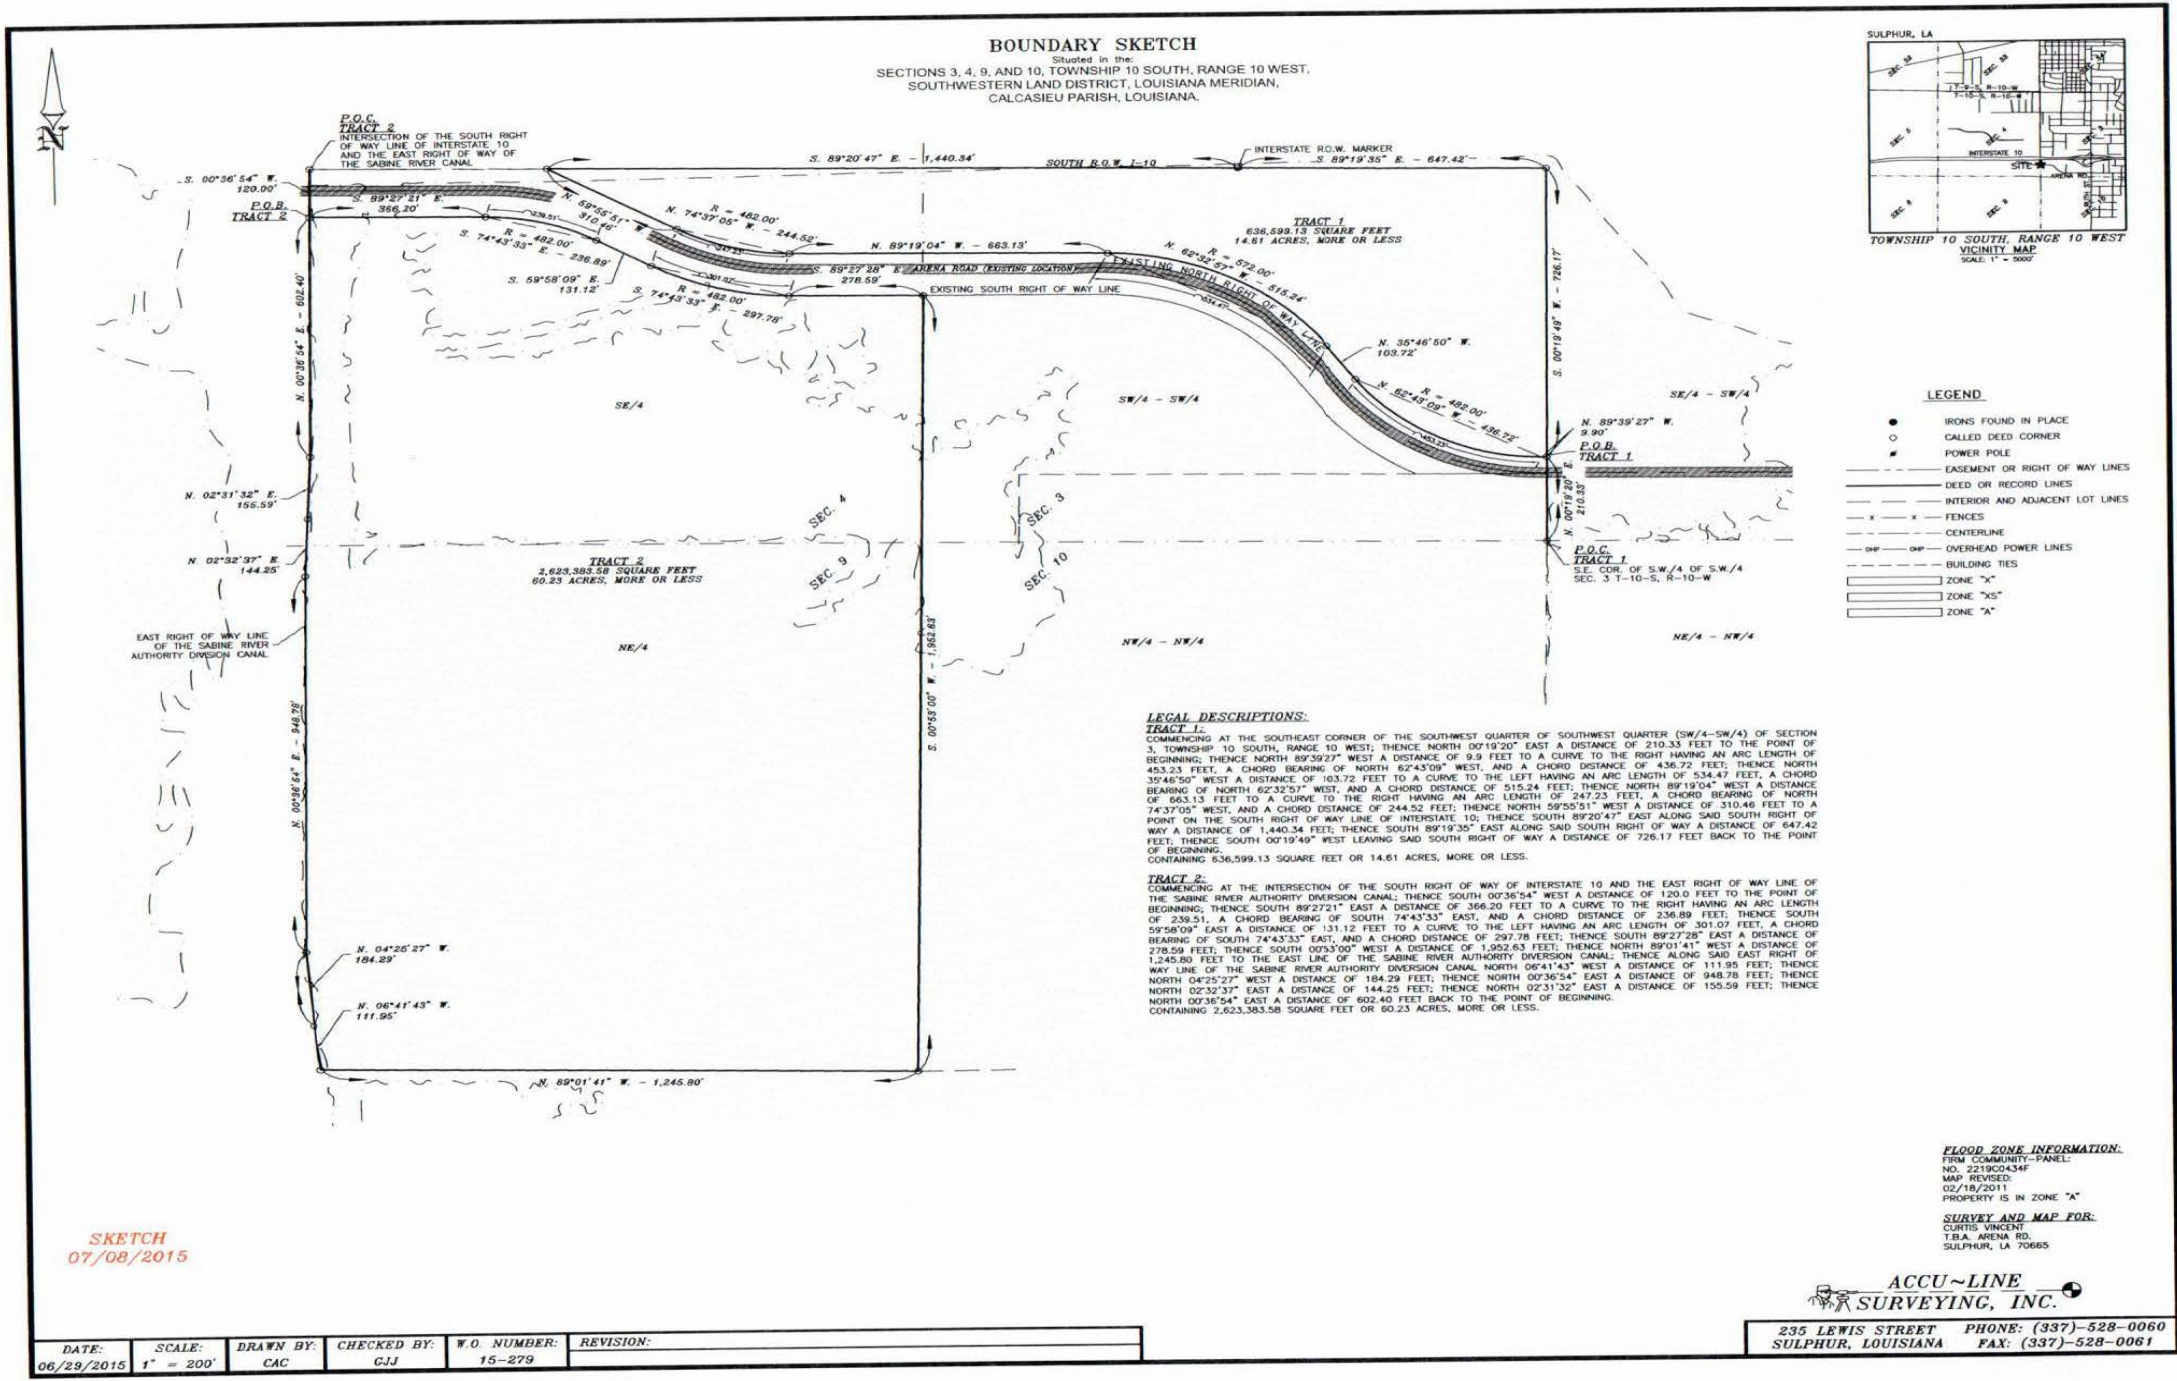 BOUNDARY SKETCH
Situated in the:
SECTIONS 3, 4, 9, AND 10, TOWNSHIP 10 SOUTH, RANGE 10 WEST,
SOUTHWESTERN LAND DISTRICT, LOUISIANA MERIDIAN,
CALCASIEU PARISH, LOUISIANA.
SULPHUR, LA
SEC. 33
T-9-S, R-10-W
T-10-S, R-10-W
SEC. 5
SEC. 4
SEC. 3
INTERSTATE 10
SITE
ARENA RD.
SEC. 8
SEC. 9
SEC. 10
TOWNSHIP 10 SOUTH, RANGE 10 WEST
VICINITY MAP
SCALE: 1" = 5000'
N
P.O.C.
TRACT 2
INTERSECTION OF THE SOUTH RIGHT
OF WAY LINE OF INTERSTATE 10
AND THE EAST RIGHT OF WAY OF
THE SABINE RIVER CANAL
S. 00°36'54" W.
120.00'
P.O.B.
TRACT 2
S. 89°27'21" E.
366.20'
S. 89°20'47" E. - 1,440.34'
SOUTH R.O.W. I-10
INTERSTATE R.O.W. MARKER
S. 89°19'35" E. - 647.42'
239.51'
R = 482.00'
S. 74°43'33" E. - 236.89'
N. 59°55'51" W.
310.46'
R = 482.00'
N. 74°37'05" W. - 244.52'
247.23'
S. 59°58'09" E.
131.12'
301.07'
R = 482.00'
S. 74°43'33" E. - 297.78'
N. 89°19'04" W. - 663.13'
S. 89°27'28" E.
278.59'
ARENA ROAD (EXISTING LOCATION)
EXISTING SOUTH RIGHT OF WAY LINE
EXISTING NORTH RIGHT OF WAY LINE
R = 572.00'
N. 62°32'57" W. - 515.24'
534.47'
TRACT 1
636,599.13 SQUARE FEET
14.61 ACRES, MORE OR LESS
S. 00°19'49" W. - 726.17'
N. 35°46'50" W.
103.72'
R = 482.00'
N. 62°43'09" W. - 436.72'
453.23'
N. 89°39'27" W.
9.90'
P.O.B.
TRACT 1
N. 00°19'20" E.
210.33'
P.O.C.
TRACT 1
S.E. COR. OF S.W./4 OF S.W./4
SEC. 3 T-10-S, R-10-W
N. 00°36'54" E. - 602.40'
SE/4
SW/4 - SW/4
SE/4 - SW/4
N. 02°31'32" E.
155.59'
N. 02°32'37" E.
144.25'
SEC. 4
SEC. 3
SEC. 9
SEC. 10
TRACT 2
2,623,383.58 SQUARE FEET
60.23 ACRES, MORE OR LESS
EAST RIGHT OF WAY LINE
OF THE SABINE RIVER
AUTHORITY DIVSION CANAL
NE/4
NW/4 - NW/4
NE/4 - NW/4
S. 00°53'00" W. - 1,952.63'
N. 00°36'54" E. - 948.78'
N. 04°25'27" W.
184.29'
N. 06°41'43" W.
111.95'
N. 89°01'41" W. - 1,245.80'
LEGEND
IRONS FOUND IN PLACE
CALLED DEED CORNER
POWER POLE
EASEMENT OR RIGHT OF WAY LINES
DEED OR RECORD LINES
INTERIOR AND ADJACENT LOT LINES
x x FENCES
CENTERLINE
OHP OHP OVERHEAD POWER LINES
BUILDING TIES
ZONE "X"
ZONE "XS"
ZONE "A"
LEGAL DESCRIPTIONS:
TRACT 1:
COMMENCING AT THE SOUTHEAST CORNER OF THE SOUTHWEST QUARTER OF SOUTHWEST QUARTER (SW/4-SW/4) OF SECTION
3, TOWNSHIP 10 SOUTH, RANGE 10 WEST; THENCE NORTH 00°19'20" EAST A DISTANCE OF 210.33 FEET TO THE POINT OF
BEGINNING; THENCE NORTH 89°39'27" WEST A DISTANCE OF 9.9 FEET TO A CURVE TO THE RIGHT HAVING AN ARC LENGTH OF
453.23 FEET, A CHORD BEARING OF NORTH 62°43'09" WEST, AND A CHORD DISTANCE OF 436.72 FEET; THENCE NORTH
35°46'50" WEST A DISTANCE OF 103.72 FEET TO A CURVE TO THE LEFT HAVING AN ARC LENGTH OF 534.47 FEET, A CHORD
BEARING OF NORTH 62°32'57" WEST, AND A CHORD DISTANCE OF 515.24 FEET; THENCE NORTH 89°19'04" WEST A DISTANCE
OF 663.13 FEET TO A CURVE TO THE RIGHT HAVING AN ARC LENGTH OF 247.23 FEET, A CHORD BEARING OF NORTH
74°37'05" WEST, AND A CHORD DISTANCE OF 244.52 FEET; THENCE NORTH 59°55'51" WEST A DISTANCE OF 310.46 FEET TO A
POINT ON THE SOUTH RIGHT OF WAY LINE OF INTERSTATE 10; THENCE SOUTH 89°20'47" EAST ALONG SAID SOUTH RIGHT OF
WAY A DISTANCE OF 1,440.34 FEET; THENCE SOUTH 89°19'35" EAST ALONG SAID SOUTH RIGHT OF WAY A DISTANCE OF 647.42
FEET; THENCE SOUTH 00°19'49" WEST LEAVING SAID SOUTH RIGHT OF WAY A DISTANCE OF 726.17 FEET BACK TO THE POINT
OF BEGINNING.
CONTAINING 636,599.13 SQUARE FEET OR 14.61 ACRES, MORE OR LESS.
TRACT 2:
COMMENCING AT THE INTERSECTION OF THE SOUTH RIGHT OF WAY OF INTERSTATE 10 AND THE EAST RIGHT OF WAY LINE OF
THE SABINE RIVER AUTHORITY DIVERSION CANAL; THENCE SOUTH 00°36'54" WEST A DISTANCE OF 120.0 FEET TO THE POINT OF
BEGINNING; THENCE SOUTH 89°27'21" EAST A DISTANCE OF 366.20 FEET TO A CURVE TO THE RIGHT HAVING AN ARC LENGTH
OF 239.51, A CHORD BEARING OF SOUTH 74°43'33" EAST, AND A CHORD DISTANCE OF 236.89 FEET; THENCE SOUTH
59°58'09" EAST A DISTANCE OF 131.12 FEET TO A CURVE TO THE LEFT HAVING AN ARC LENGTH OF 301.07 FEET, A CHORD
BEARING OF SOUTH 74°43'33" EAST, AND A CHORD DISTANCE OF 297.78 FEET; THENCE SOUTH 89°27'28" EAST A DISTANCE OF
278.59 FEET; THENCE SOUTH 00°53'00" WEST A DISTANCE OF 1,952.63 FEET; THENCE NORTH 89°01'41" WEST A DISTANCE OF
1,245.80 FEET TO THE EAST LINE OF THE SABINE RIVER AUTHORITY DIVERSION CANAL; THENCE ALONG SAID EAST RIGHT OF
WAY LINE OF THE SABINE RIVER AUTHORITY DIVERSION CANAL NORTH 06°41'43" WEST A DISTANCE OF 111.95 FEET; THENCE
NORTH 04°25'27" WEST A DISTANCE OF 184.29 FEET; THENCE NORTH 00°36'54" EAST A DISTANCE OF 948.78 FEET; THENCE
NORTH 02°32'37" EAST A DISTANCE OF 144.25 FEET; THENCE NORTH 02°31'32" EAST A DISTANCE OF 155.59 FEET; THENCE
NORTH 00°36'54" EAST A DISTANCE OF 602.40 FEET BACK TO THE POINT OF BEGINNING.
CONTAINING 2,623,383.58 SQUARE FEET OR 60.23 ACRES, MORE OR LESS.
FLOOD ZONE INFORMATION:
FIRM COMMUNITY-PANEL:
NO. 2219C0434F
MAP REVISED:
02/18/2011
PROPERTY IS IN ZONE "A"
SURVEY AND MAP FOR:
CURTIS VINCENT
T.B.A. ARENA RD.
SULPHUR, LA 70665
SKETCH
07/08/2015
ACCU~LINE
SURVEYING, INC.
235 LEWIS STREET PHONE: (337)-528-0060
SULPHUR, LOUISIANA FAX: (337)-528-0061
DATE: SCALE: DRAWN BY: CHECKED BY: W.O. NUMBER: REVISION:
06/29/2015 1" = 200' CAC GJJ 15-279